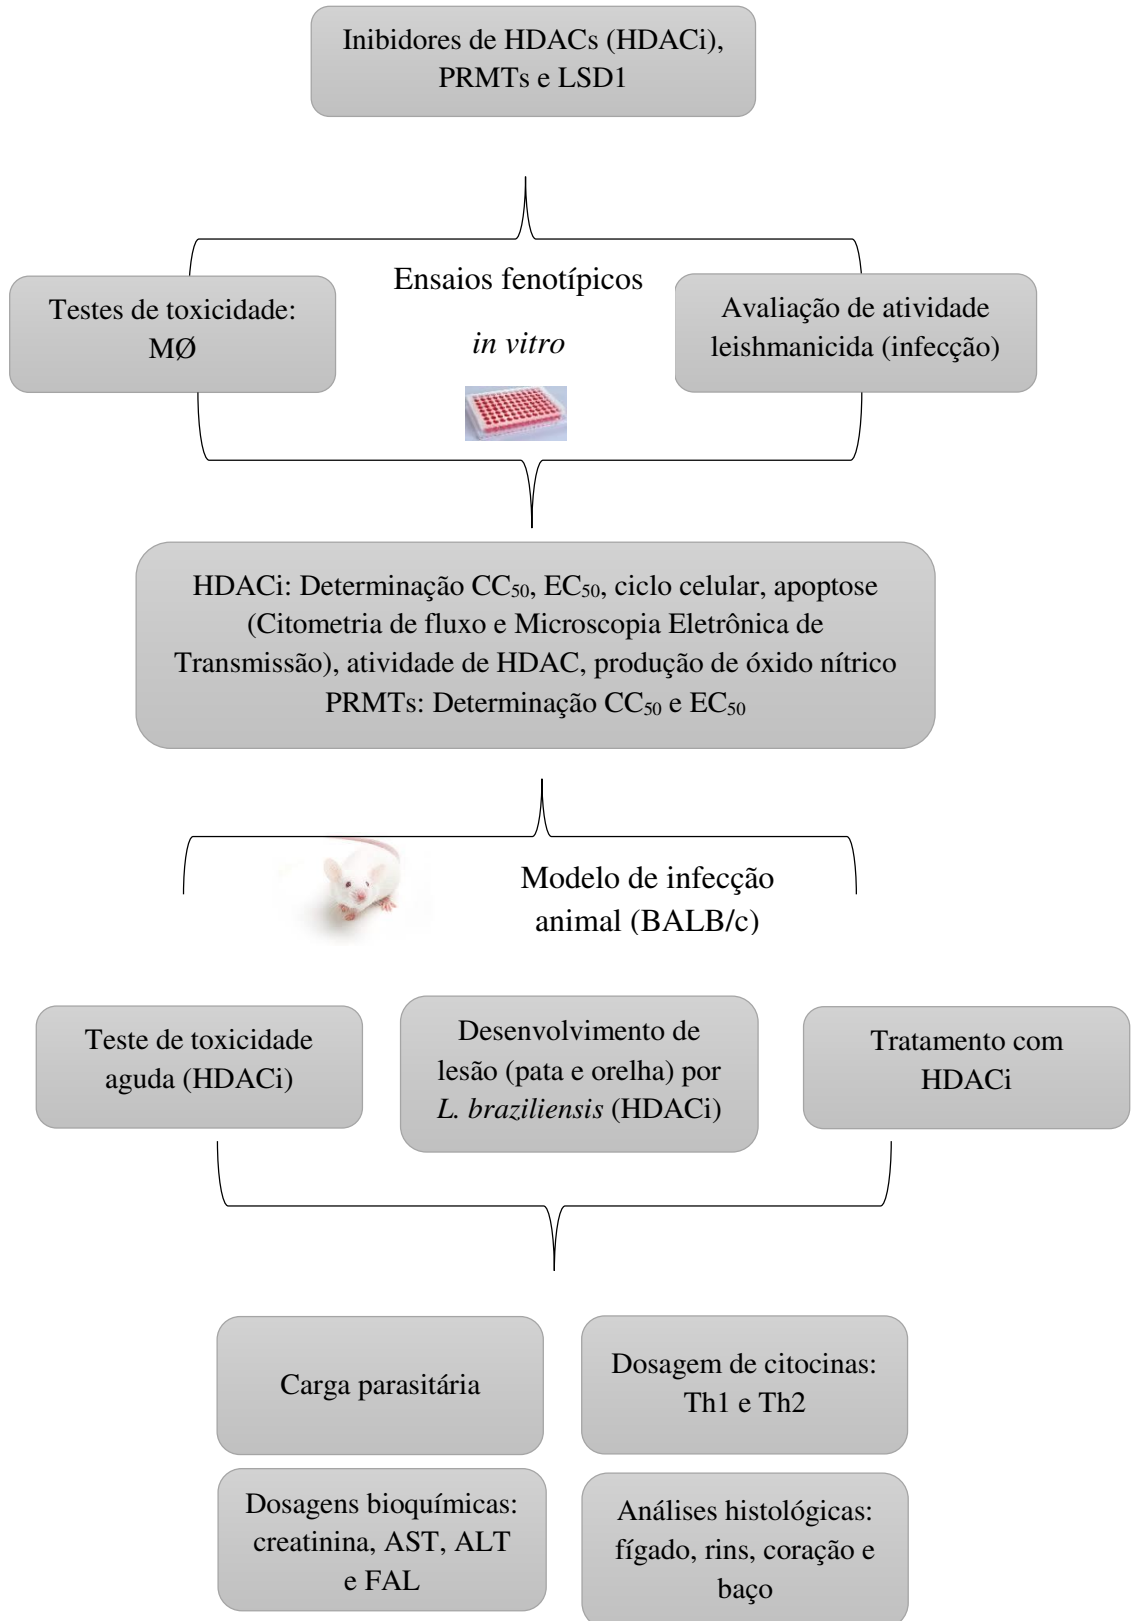 Inibidores de HDACs (HDACi),
PRMTs e LSD1
Ensaios fenotípicos
in vitro
Testes de toxicidade:
MØ
Avaliação de atividade
leishmanicida (infecção)
HDACi: Determinação CC₅₀, EC₅₀, ciclo celular, apoptose
(Citometria de fluxo e Microscopia Eletrônica de
Transmissão), atividade de HDAC, produção de óxido nítrico
PRMTs: Determinação CC₅₀ e EC₅₀
Modelo de infecção
animal (BALB/c)
Teste de toxicidade
aguda (HDACi)
Desenvolvimento de
lesão (pata e orelha) por
L. braziliensis (HDACi)
Tratamento com
HDACi
Carga parasitária
Dosagem de citocinas:
Th1 e Th2
Dosagens bioquímicas:
creatinina, AST, ALT
e FAL
Análises histológicas:
fígado, rins, coração e
baço